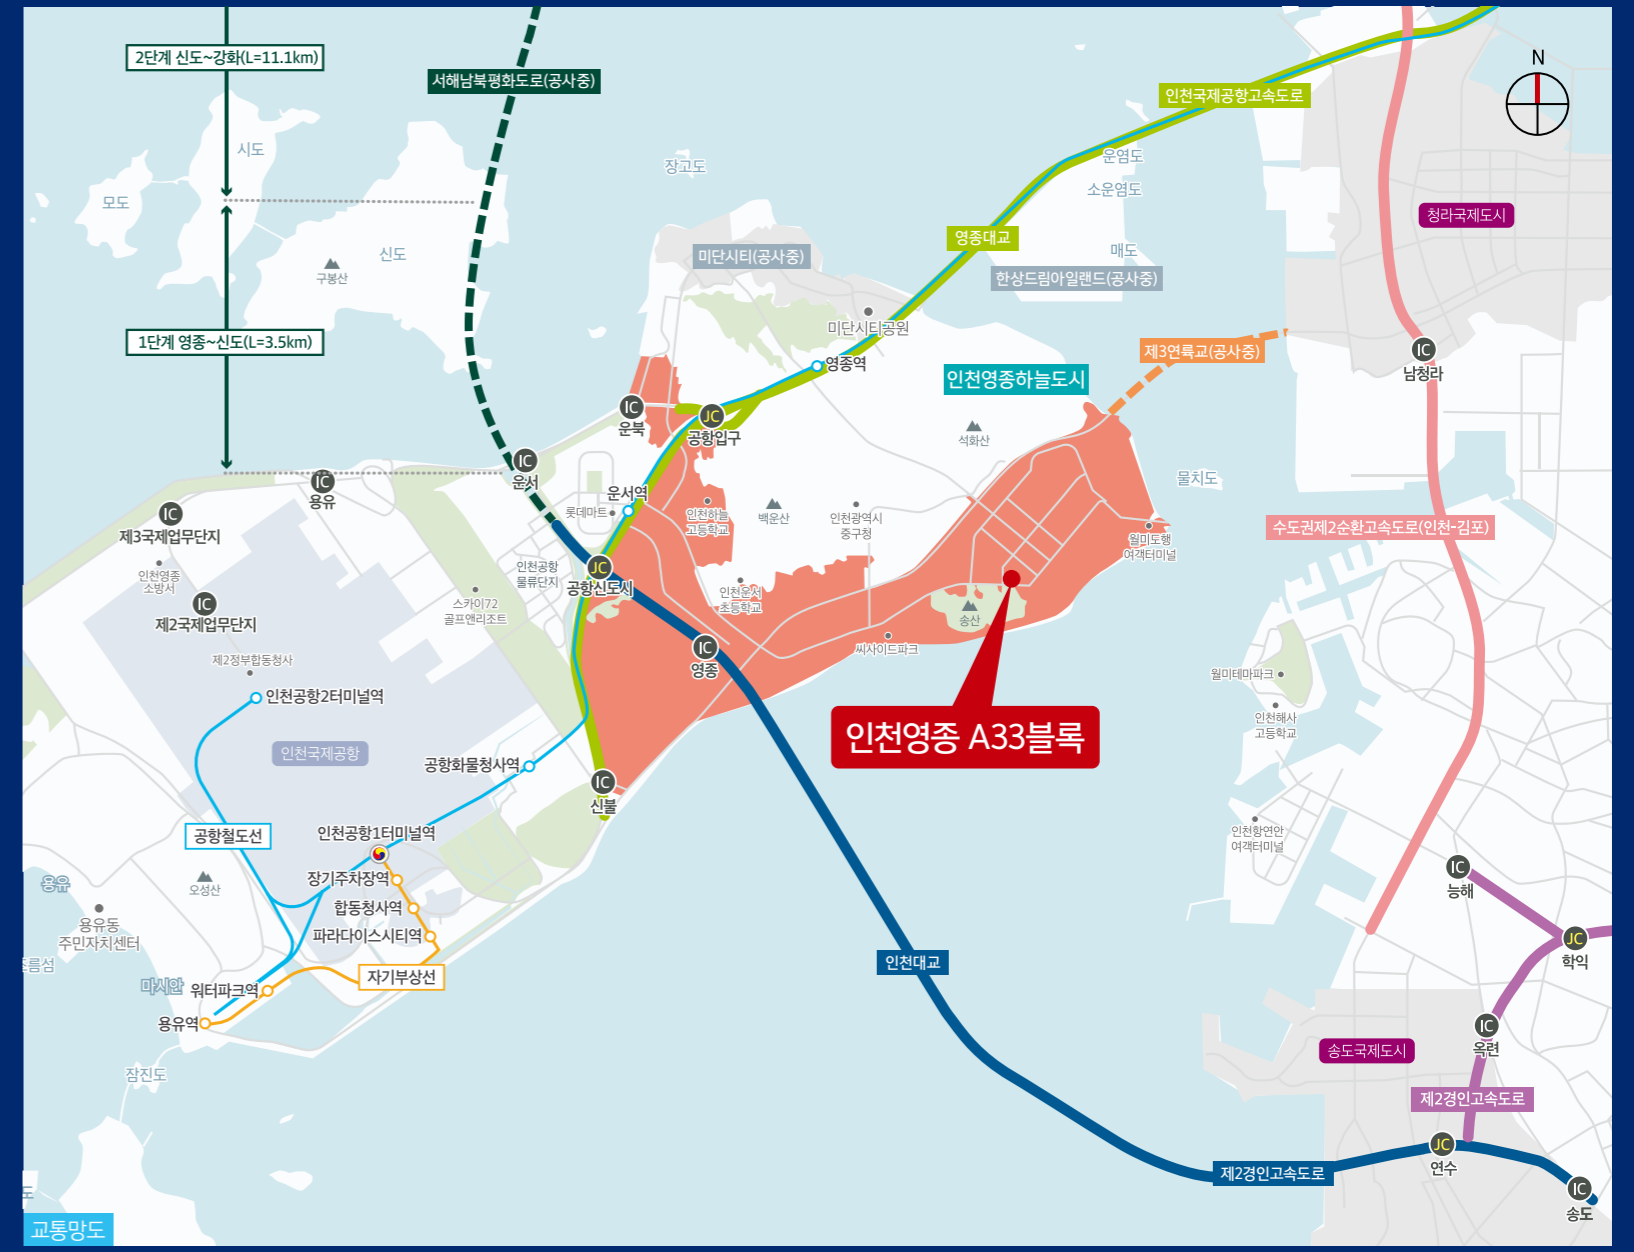 2단계 신도~강화(L=11.1km)
서해남북평화도로(공사중)
인천국제공항고속도로
N
시도
모도
신도
구봉산
장고도
운염도
소운염도
매도
청라국제도시
영종대교
미단시티(공사중)
한상드림아일랜드(공사중)
미단시티공원
1단계 영종~신도(L=3.5km)
제3연륙교(공사중)
IC
남청라
영종역
인천영종하늘도시
IC
운북
JC
공항입구
석화산
IC
운서
IC
용유
물치도
운서역
롯데마트
인천하늘
고등학교
백운산
인천광역시
중구청
수도권제2순환고속도로(인천-김포)
월미도행
여객터미널
IC
제3국제업무단지
인천영종
소방서
인천공항
물류단지
JC
공항신도시
IC
제2국제업무단지
스카이72
골프앤리조트
인천운서
초등학교
송산
씨사이드파크
IC
영종
제2정부합동청사
인천공항2터미널역
월미테마파크
인천해사
고등학교
인천영종 A33블록
인천국제공항
공항화물청사역
IC
신불
공항철도선
인천공항1터미널역
인천항연안
여객터미널
장기주차장역
오성산
용유
합동청사역
용유동
주민자치센터
파라다이스시티역
IC
능해
JC
학익
인천대교
자기부상선
마시안
워터파크역
용유역
IC
옥련
송도국제도시
잠진도
제2경인고속도로
JC
연수
제2경인고속도로
IC
송도
교통망도